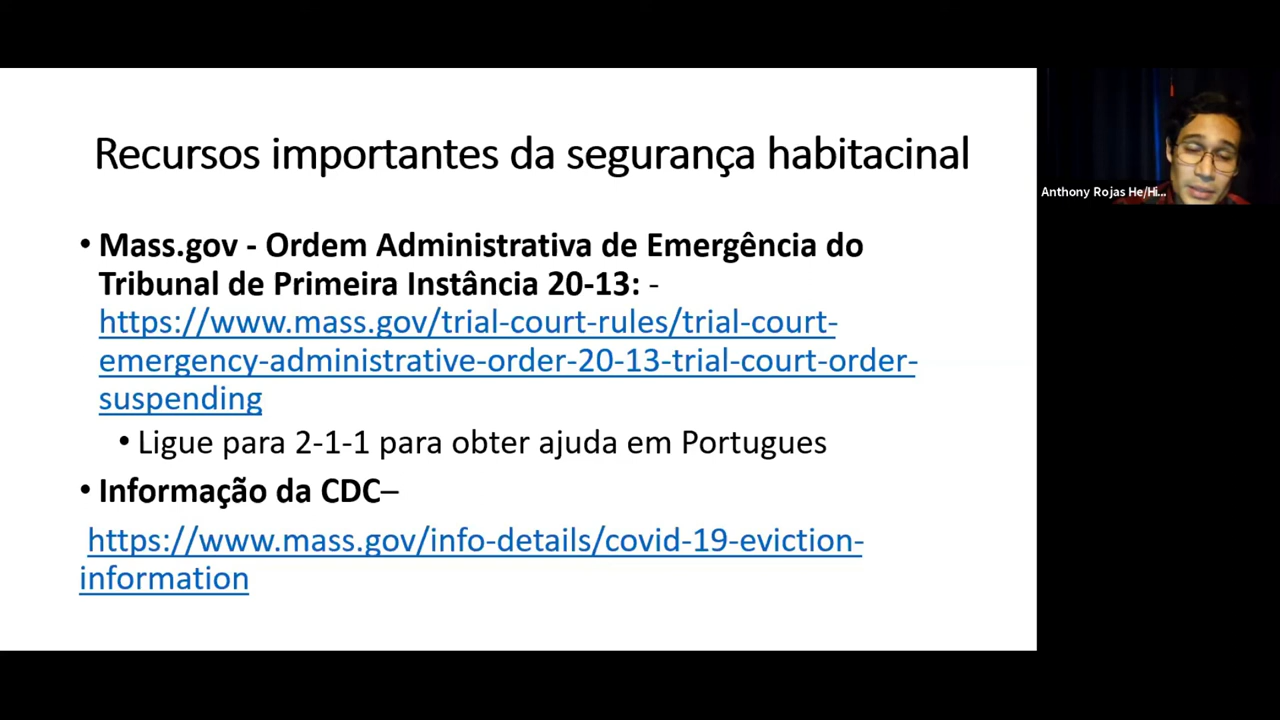 Recursos importantes da segurança habitacinal
Anthony Rojas He/Hi...
• Mass.gov - Ordem Administrativa de Emergência do
Tribunal de Primeira Instância 20-13: -
https://www.mass.gov/trial-court-rules/trial-court-
emergency-administrative-order-20-13-trial-court-order-
suspending
• Ligue para 2-1-1 para obter ajuda em Portugues
• Informação da CDC–
https://www.mass.gov/info-details/covid-19-eviction-
information